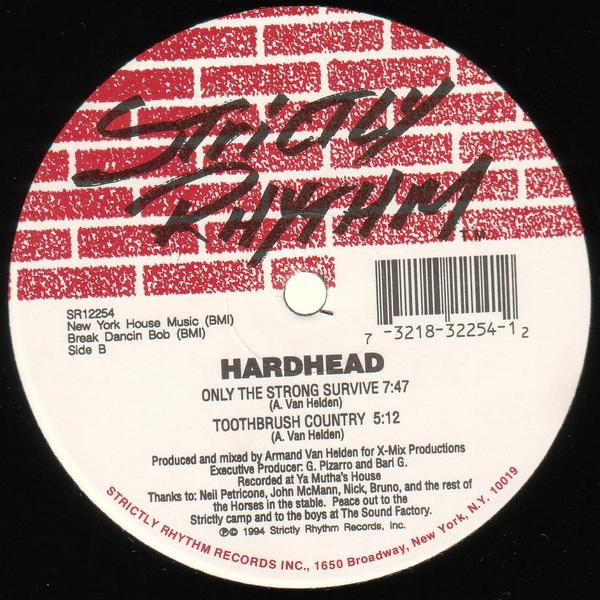 Strictly
Rhythm
T.M.
SR12254
New York House Music (BMI)
Break Dancin Bob (BMI)
Side B
7 -3218-32254-1 2
HARDHEAD
ONLY THE STRONG SURVIVE 7:47
(A. Van Helden)
TOOTHBRUSH COUNTRY 5:12
(A. Van Helden)
Produced and mixed by Armand Van Helden for X-Mix Productions
Executive Producer: G. Pizarro and Bari G.
Recorded at Ya Mutha's House
Thanks to: Neil Petricone, John McMann, Nick, Bruno, and the rest of
the Horses in the stable. Peace out to the
Strictly camp and to the boys at The Sound Factory.
℗© 1994 Strictly Rhythm Records, Inc.
STRICTLY RHYTHM RECORDS INC., 1650 Broadway, New York, N.Y. 10019